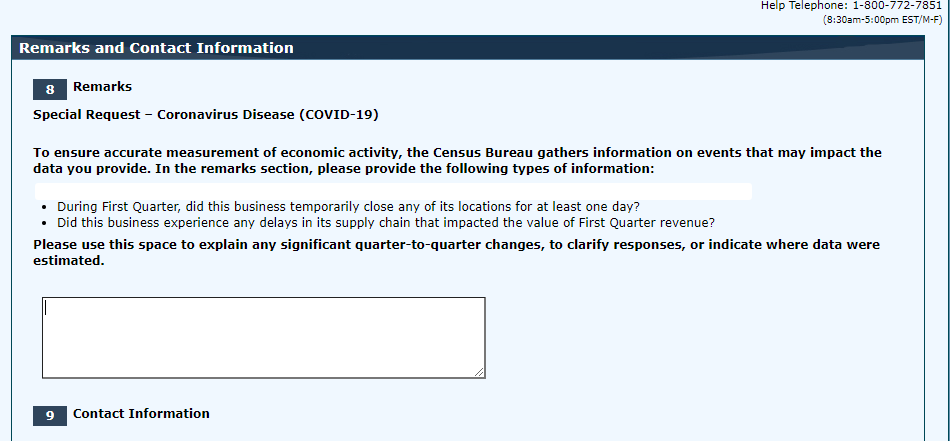 Help Telephone: 1-800-772-7851
(8:30am-5:00pm EST/M-F)
Remarks and Contact Information
8 Remarks
Special Request – Coronavirus Disease (COVID-19)
To ensure accurate measurement of economic activity, the Census Bureau gathers information on events that may impact the
data you provide. In the remarks section, please provide the following types of information:
• During First Quarter, did this business temporarily close any of its locations for at least one day?
• Did this business experience any delays in its supply chain that impacted the value of First Quarter revenue?
Please use this space to explain any significant quarter-to-quarter changes, to clarify responses, or indicate where data were
estimated.
9 Contact Information